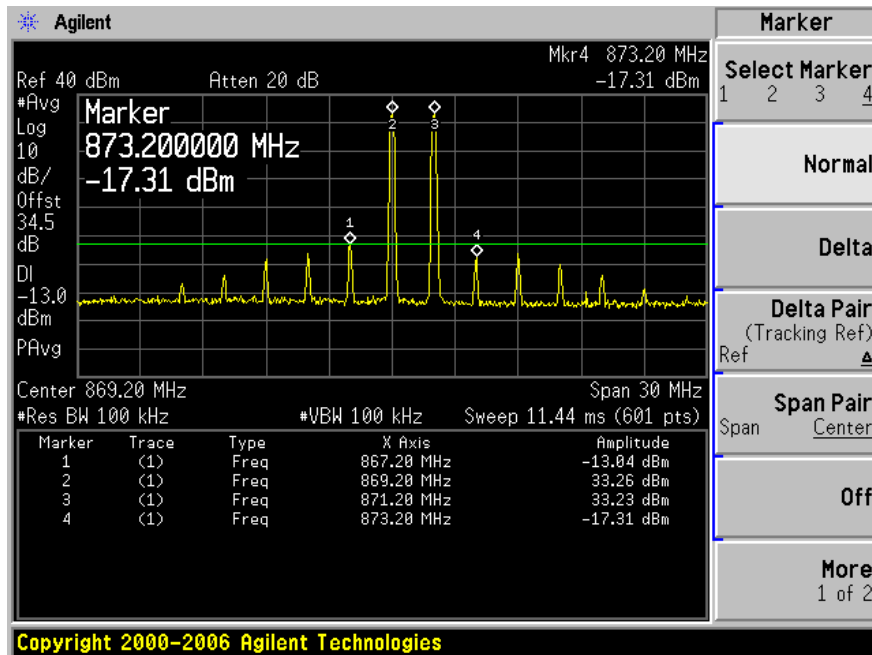 Agilent
Marker
Mkr4 873.20 MHz
Ref 40 dBm Atten 20 dB -17.31 dBm
#Avg
Log
10
dB/
Offst
34.5
dB
DI
-13.0
dBm
PAvg
Marker
873.200000 MHz
-17.31 dBm
1
2
3
4
Center 869.20 MHz Span 30 MHz
#Res BW 100 kHz #VBW 100 kHz Sweep 11.44 ms (601 pts)
Marker Trace Type X Axis Amplitude
1 (1) Freq 867.20 MHz -13.04 dBm
2 (1) Freq 869.20 MHz 33.26 dBm
3 (1) Freq 871.20 MHz 33.23 dBm
4 (1) Freq 873.20 MHz -17.31 dBm
Select Marker
1 2 3 4
Normal
Delta
Delta Pair
(Tracking Ref)
Ref Δ
Span Pair
Span Center
Off
More
1 of 2
Copyright 2000-2006 Agilent Technologies